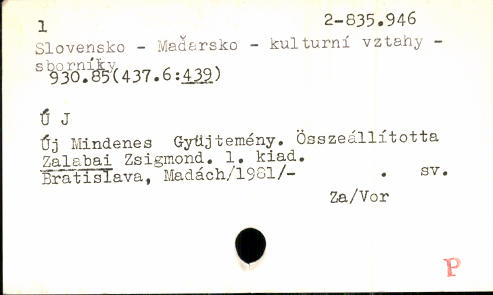 1 2-835.946
Slovensko - Maďarsko - kulturní vztahy -
sborníky
930.85(437.6:439)
Ú J
Új Mindenes Gyüjtemény. Összeállította
Zalabai Zsigmond. 1. kiad.
Bratislava, Madách/1981/- . sv.
Za/Vor
P